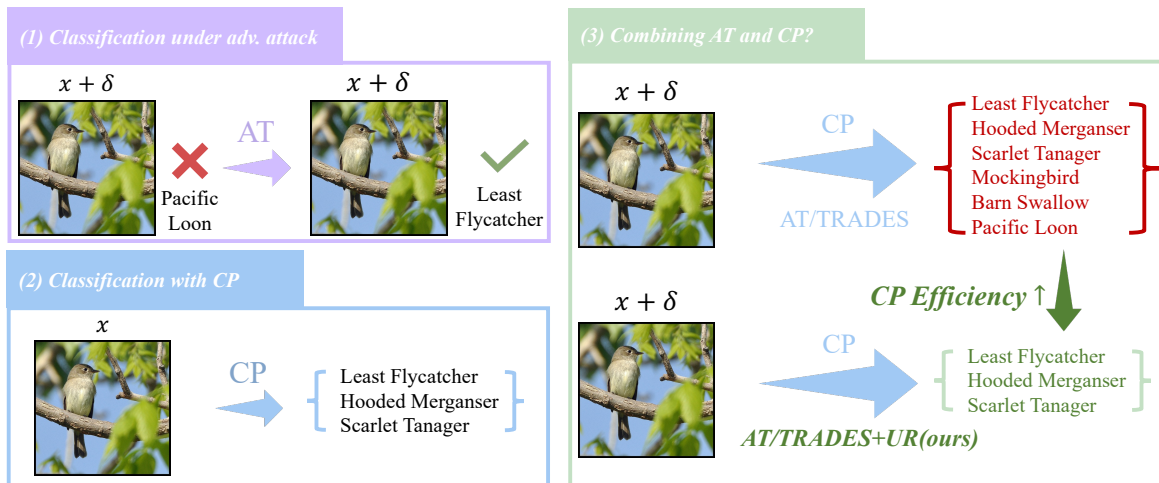 (1) Classification under adv. attack
x + δ
x + δ
AT
Pacific
Loon
Least
Flycatcher
(2) Classification with CP
x
CP
Least Flycatcher
Hooded Merganser
Scarlet Tanager
(3) Combining AT and CP?
x + δ
CP
AT/TRADES
Least Flycatcher
Hooded Merganser
Scarlet Tanager
Mockingbird
Barn Swallow
Pacific Loon
CP Efficiency ↑
x + δ
CP
AT/TRADES+UR(ours)
Least Flycatcher
Hooded Merganser
Scarlet Tanager